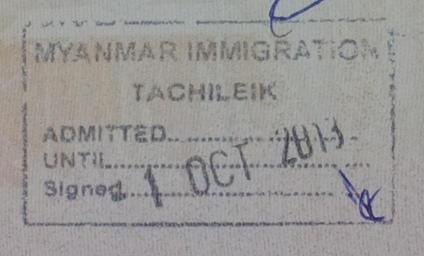 MYANMAR IMMIGRATION
TACHILEIK
ADMITTED
UNTIL
Signed
1 OCT 2013